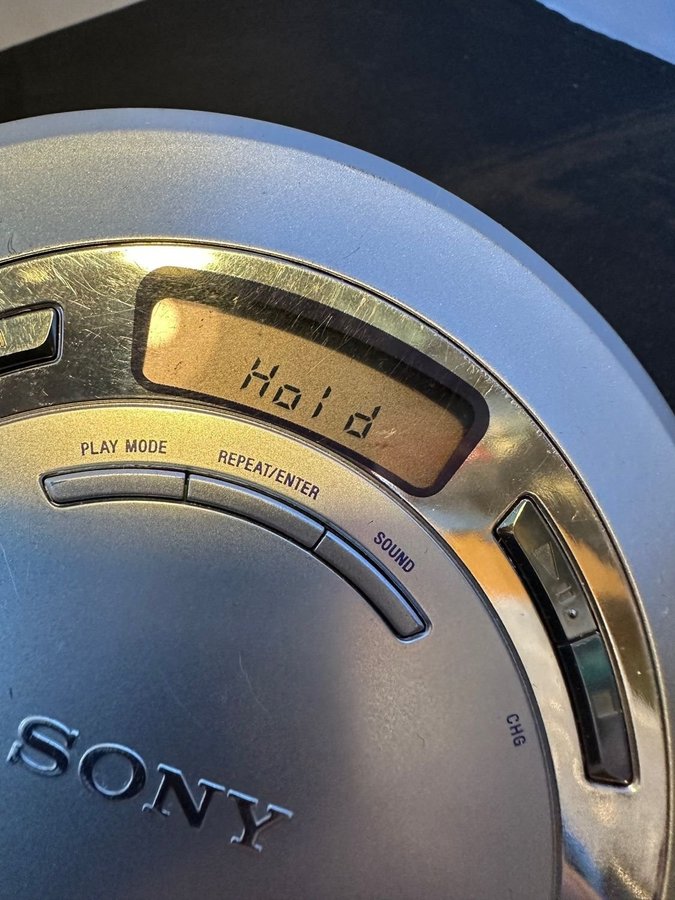 Hold
PLAY MODE
REPEAT/ENTER
SOUND
CHG
SONY